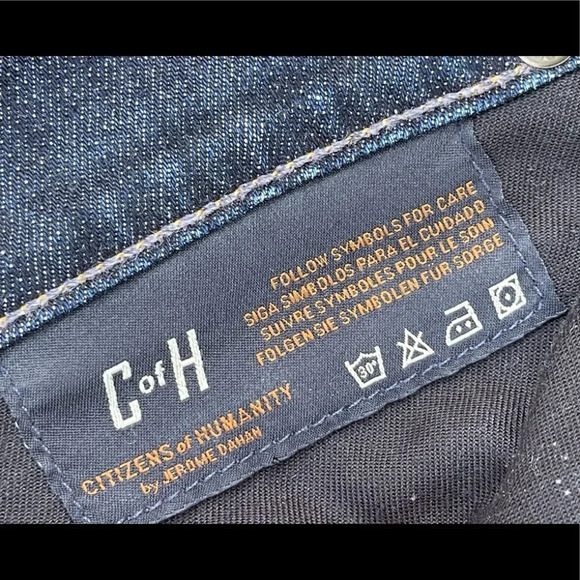 C of H
CITIZENS of HUMANITY
by JEROME DAHAN
FOLLOW SYMBOLS FOR CARE
SIGA SIMBOLOS PARA EL CUIDADO
SUIVRE SYMBOLES POUR LE SOIN
FOLGEN SIE SYMBOLEN FUR SORGE
30°